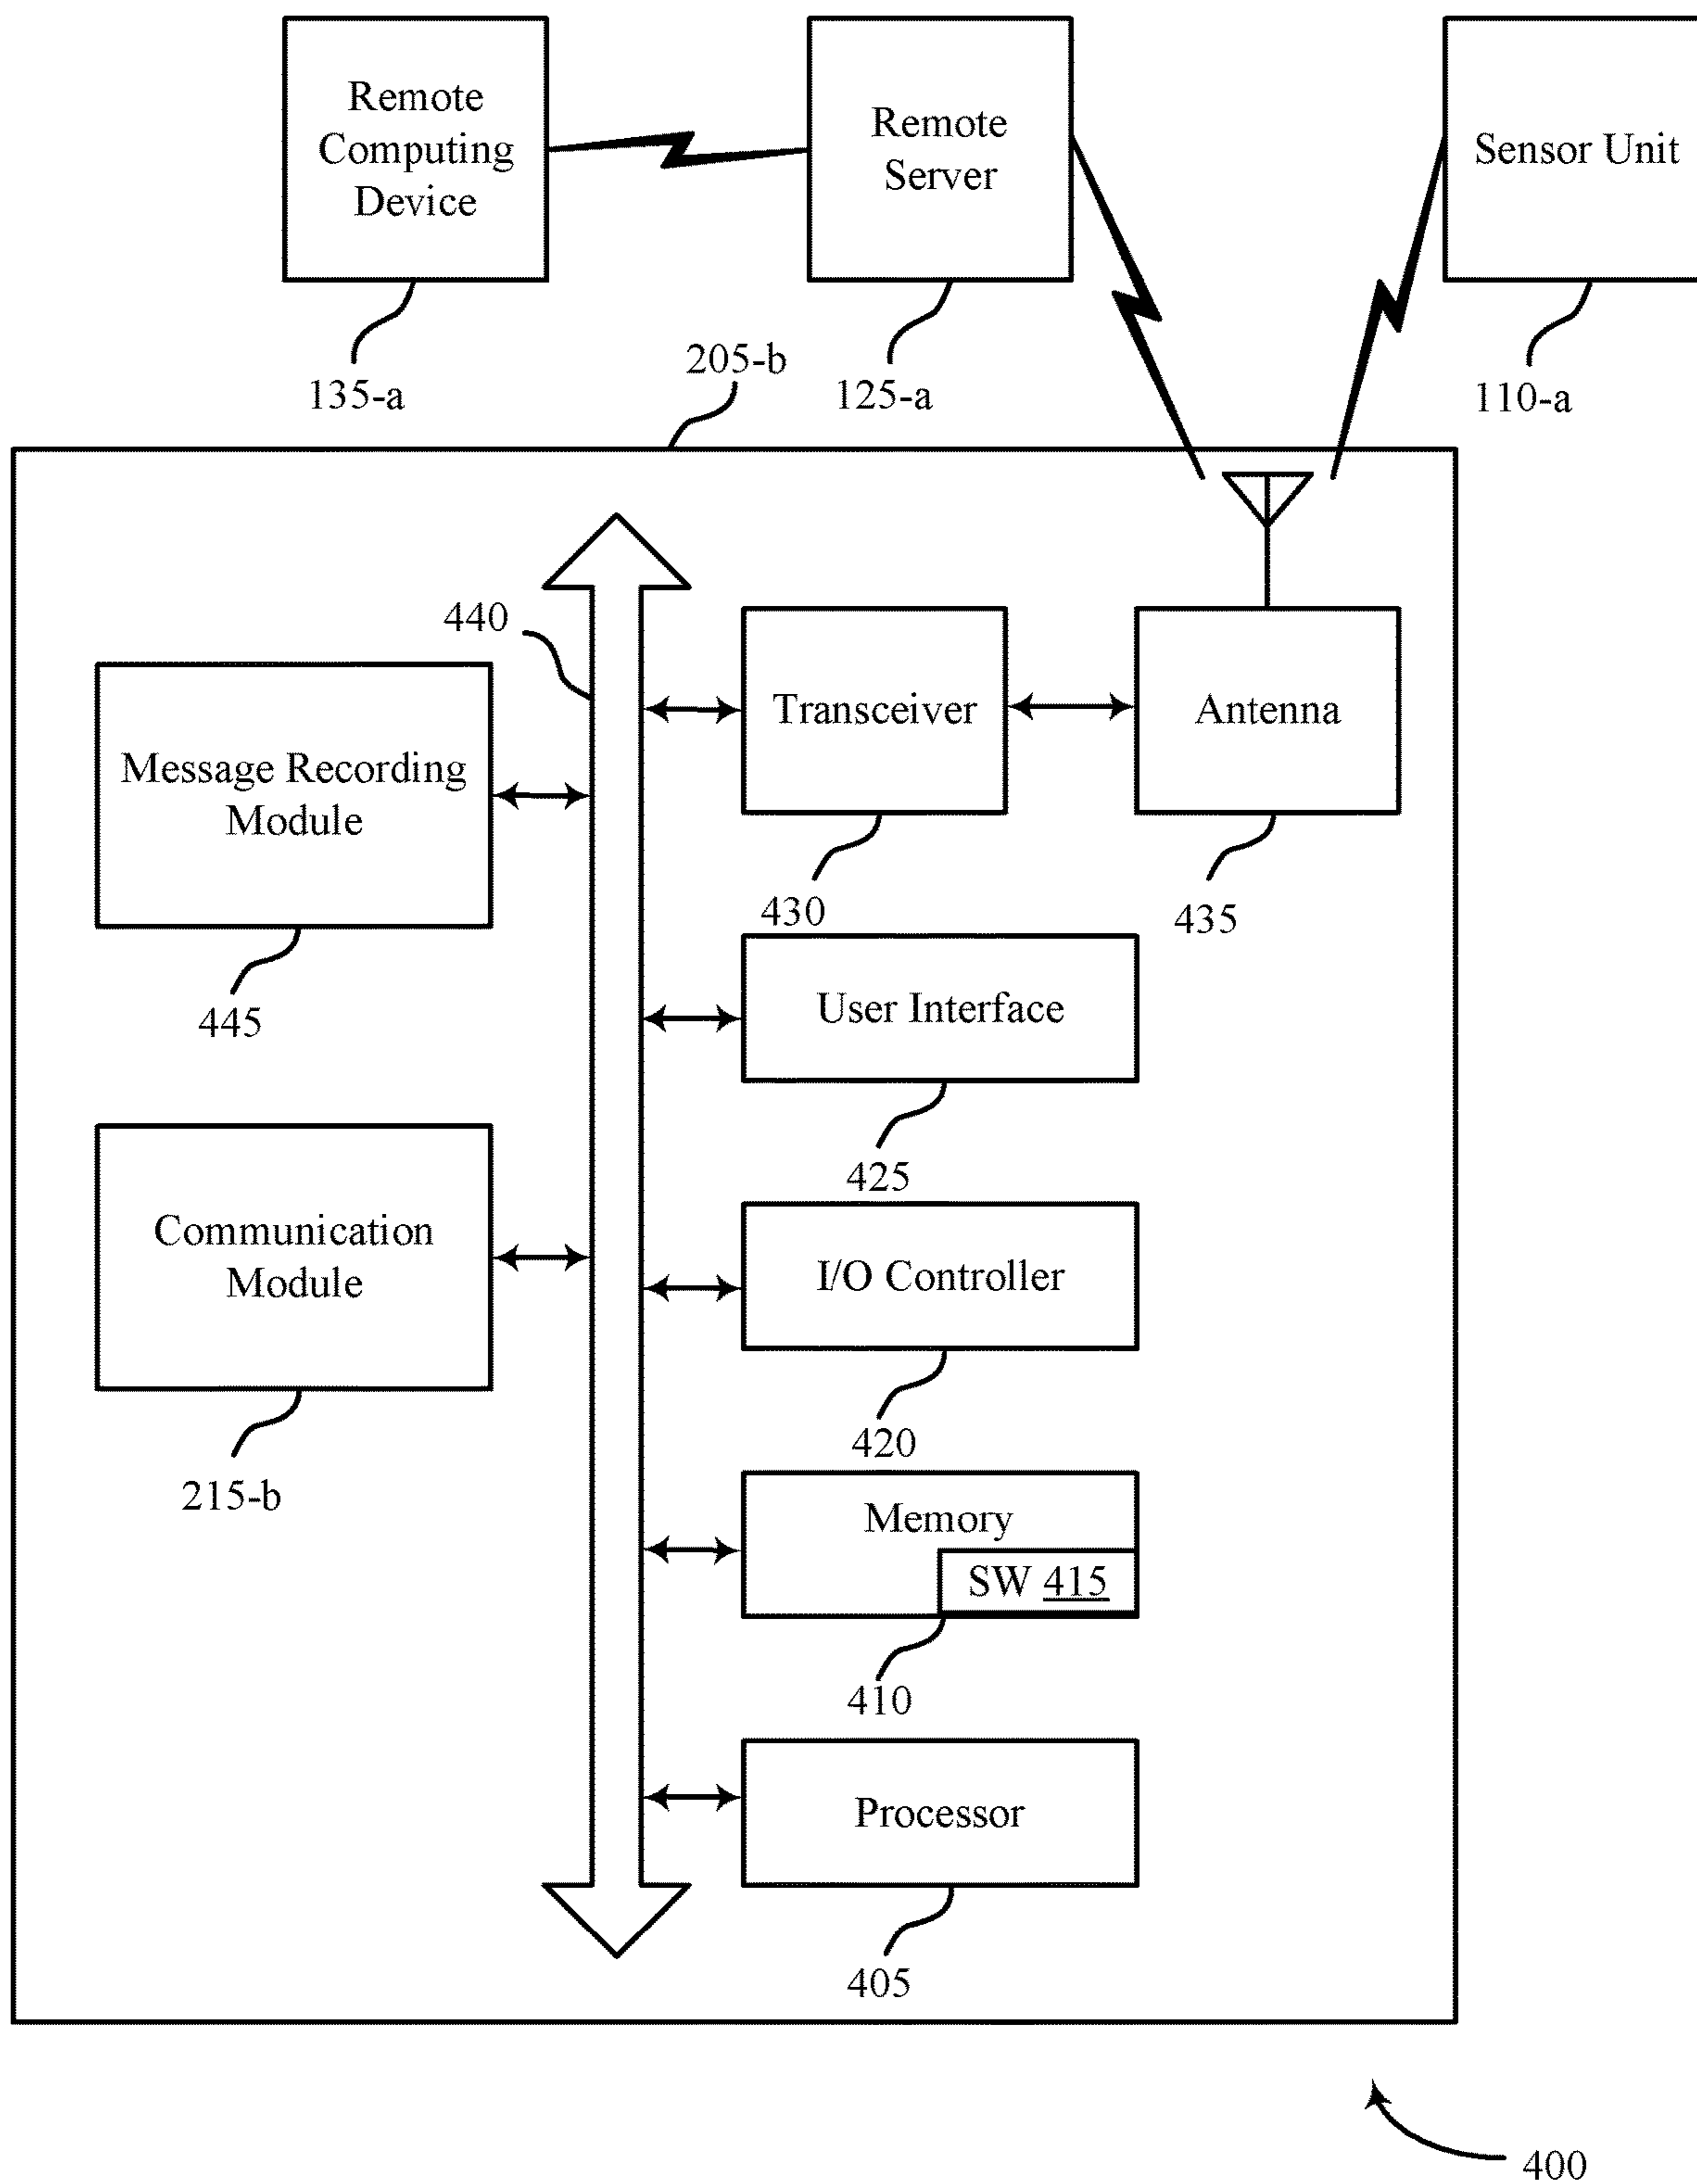 Remote
Computing
Device
Remote
Server
Sensor Unit
135-a
205-b
125-a
110-a
440
Message Recording
Module
Transceiver
Antenna
430
435
445
User Interface
425
Communication
Module
I/O Controller
420
215-b
Memory
SW 415
410
Processor
405
400